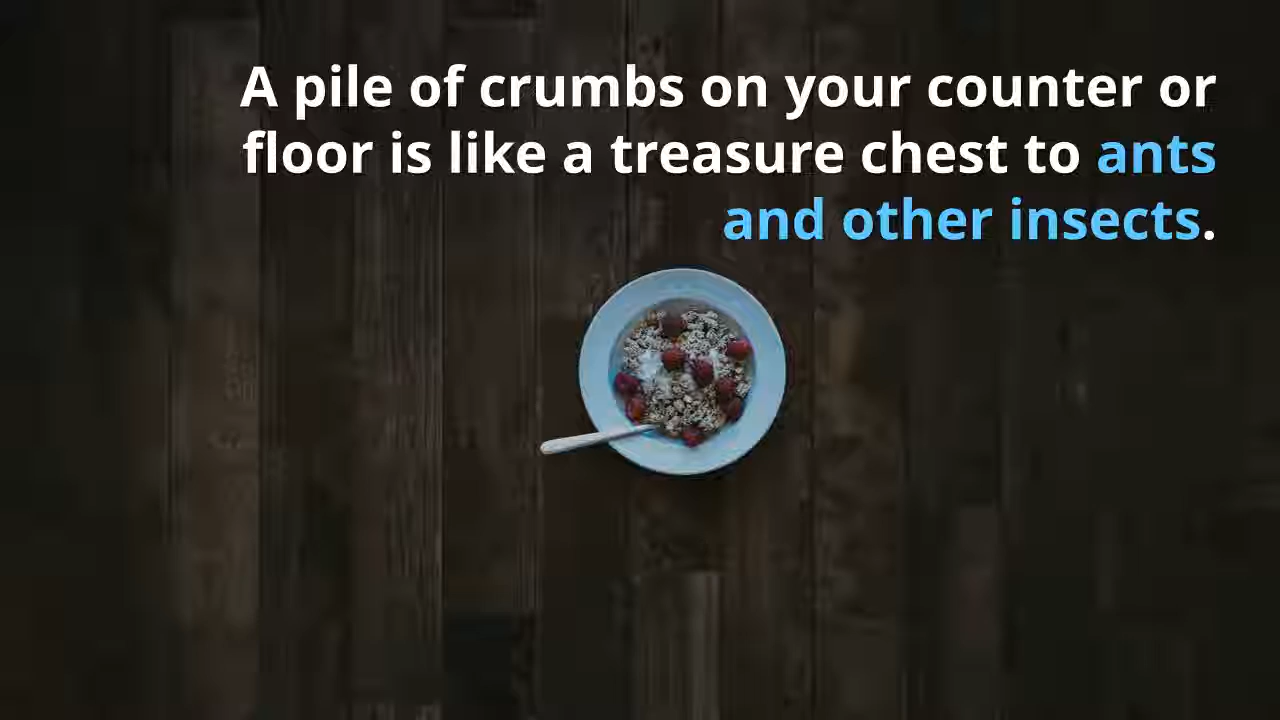 A pile of crumbs on your counter or
floor is like a treasure chest to ants
and other insects.